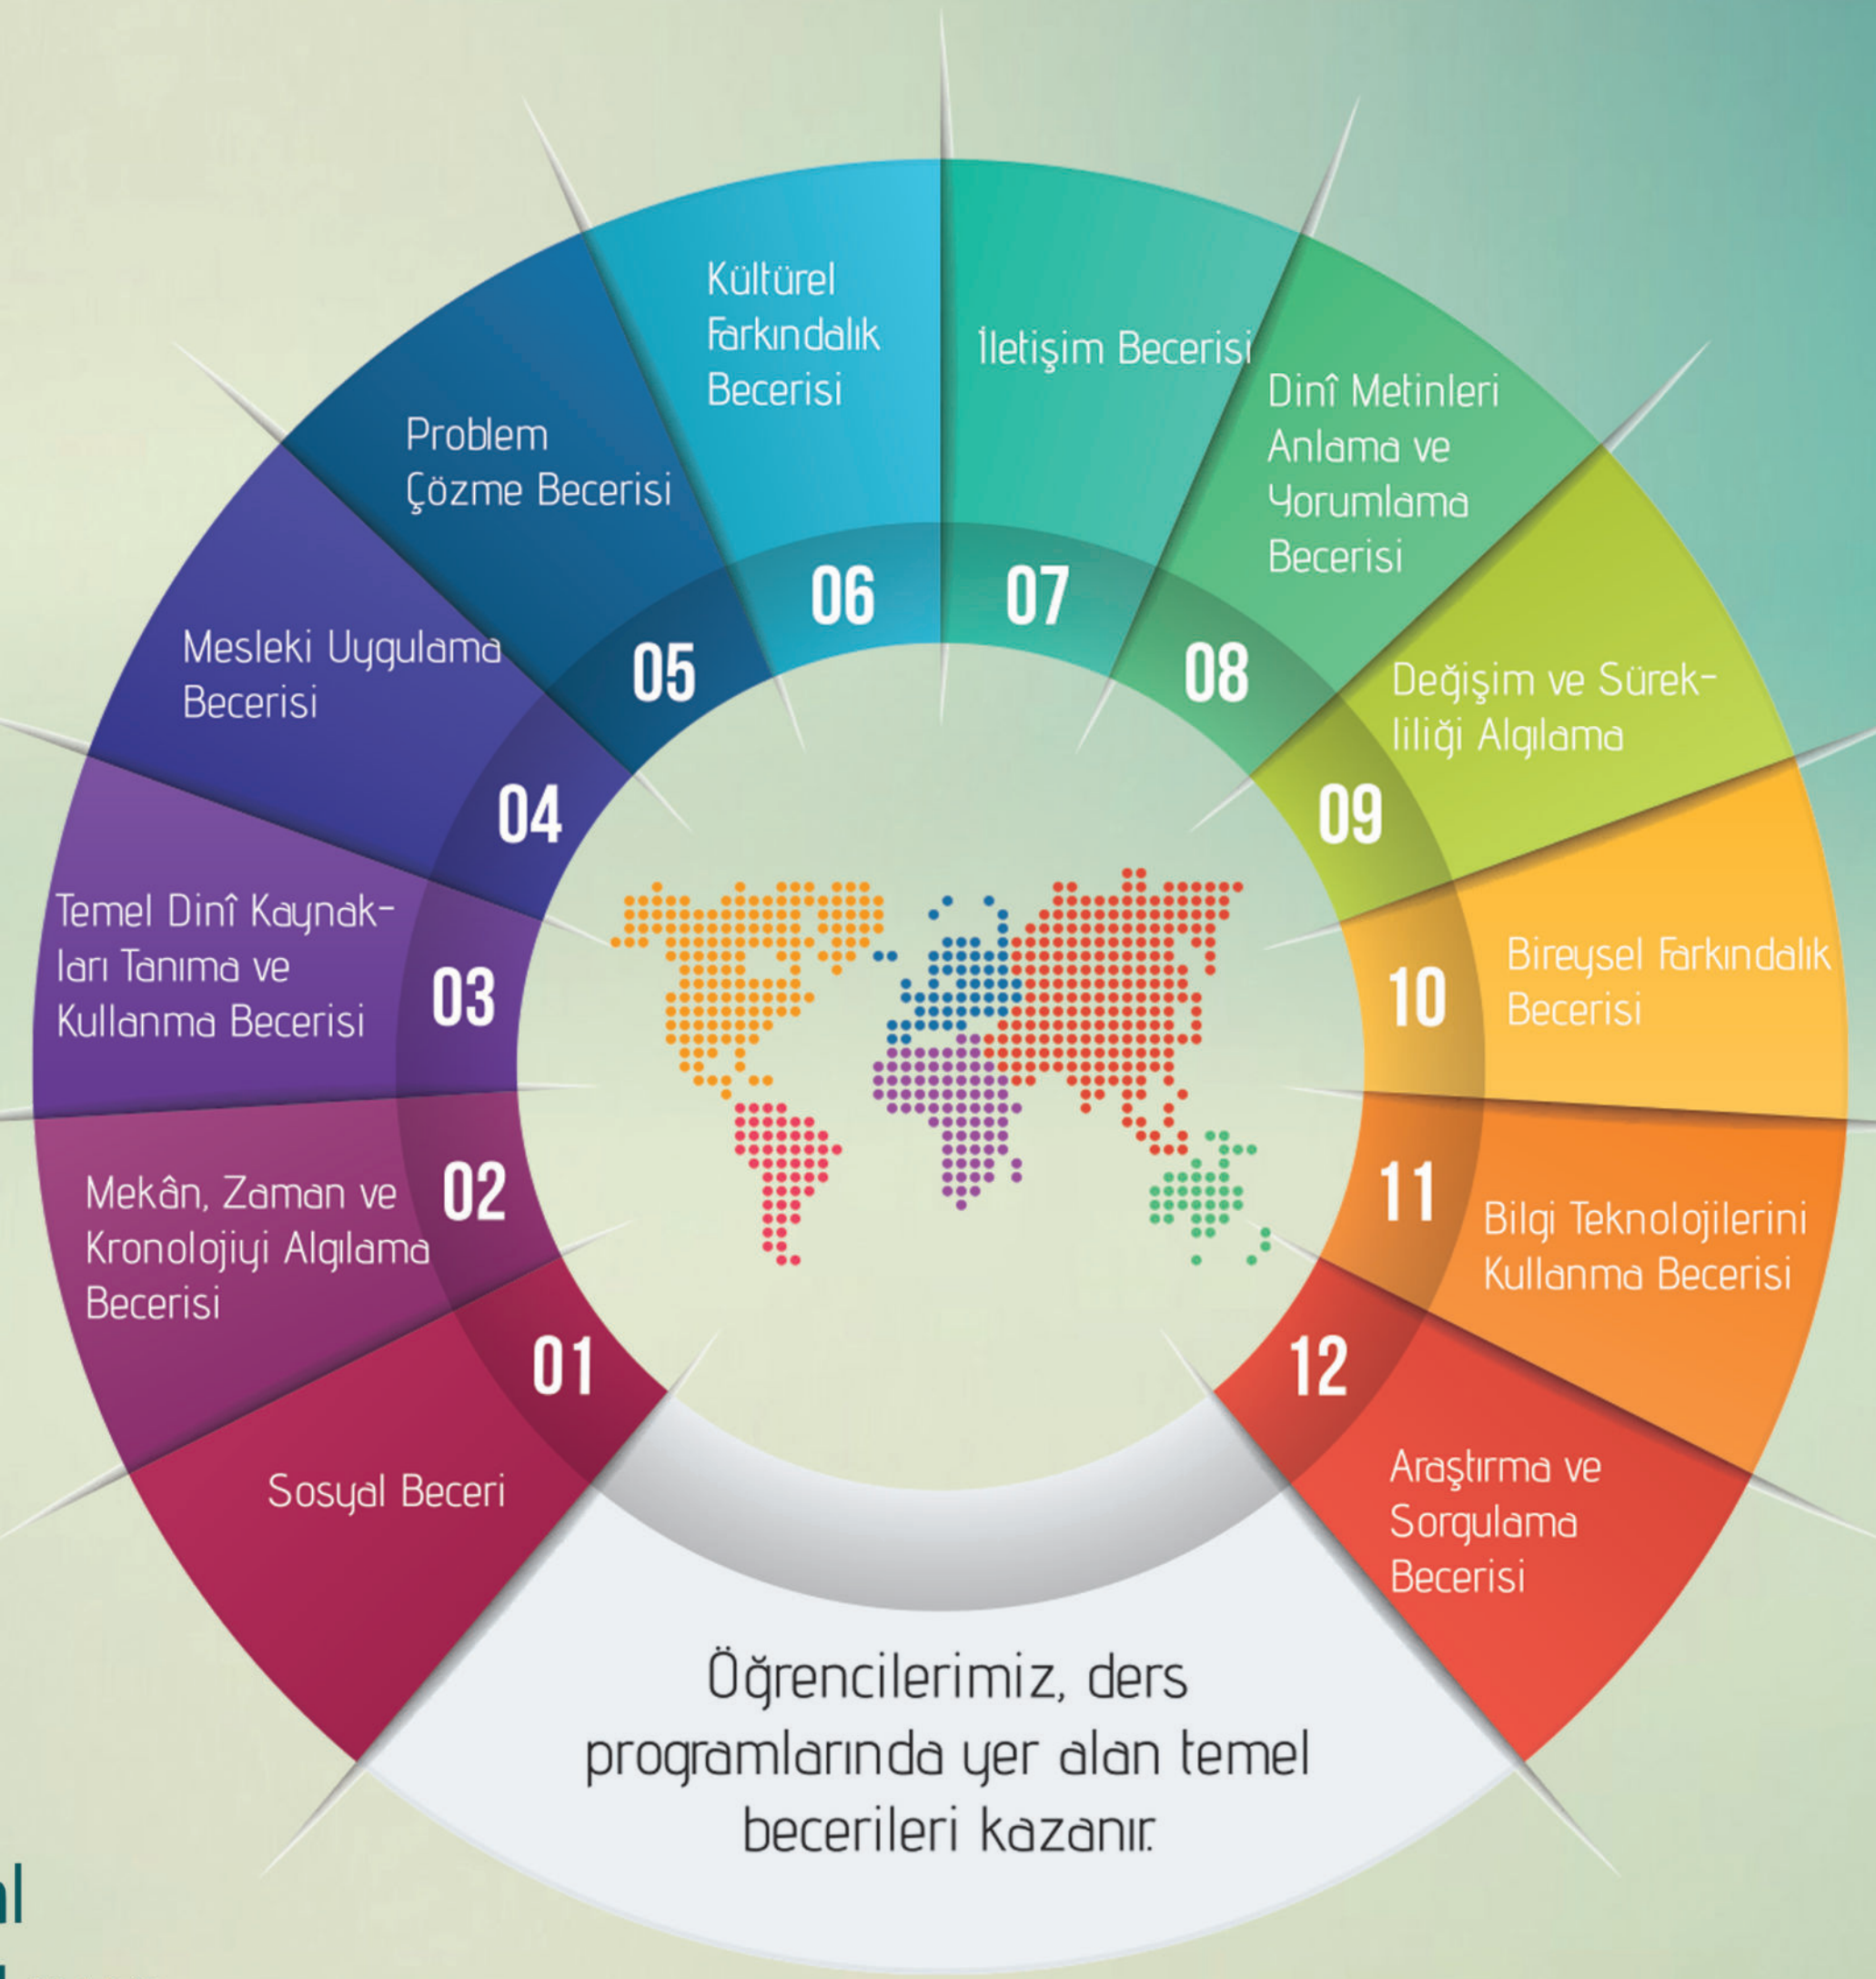 01
Sosyal Beceri
02
Mekân, Zaman ve
Kronolojiyi Algılama
Becerisi
03
Temel Dinî Kaynak-
ları Tanıma ve
Kullanma Becerisi
04
Mesleki Uygulama
Becerisi
05
Problem
Çözme Becerisi
06
Kültürel
Farkındalık
Becerisi
07
İletişim Becerisi
08
Dinî Metinleri
Anlama ve
Yorumlama
Becerisi
09
Değişim ve Sürek-
liliği Algılama
10
Bireysel Farkındalık
Becerisi
11
Bilgi Teknolojilerini
Kullanma Becerisi
12
Araştırma ve
Sorgulama
Becerisi
Öğrencilerimiz, ders
programlarında yer alan temel
becerileri kazanır.